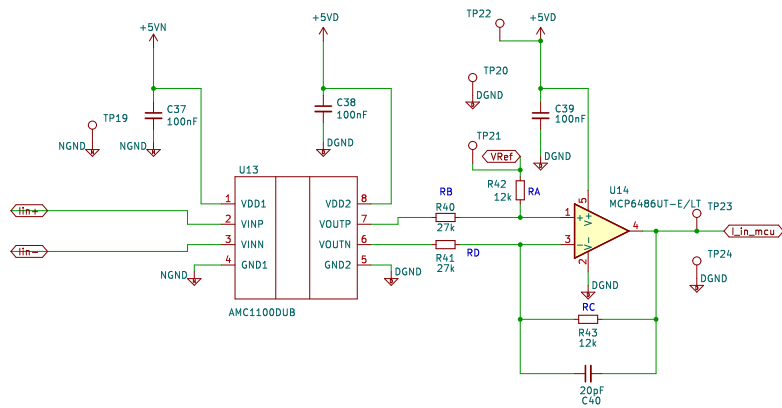 TP22
+5VD
+5VN
+5VD
TP20
DGND
C37
100nF
C38
100nF
C39
100nF
TP19
NGND
NGND
DGND
TP21
VRef
DGND
U13
R42
12k
RA
U14
MCP6486UT-E/LT
1
VDD1
VDD2
8
RB
R40
27k
TP23
Iin+
2
VINP
VOUTP
7
1
+
V+
5
4
I_in_mcu
Iin-
3
VINN
VOUTN
6
3
-
V-
2
R41
27k
RD
TP24
NGND
4
GND1
GND2
5
DGND
DGND
DGND
AMC1100DUB
RC
R43
12k
20pF
C40